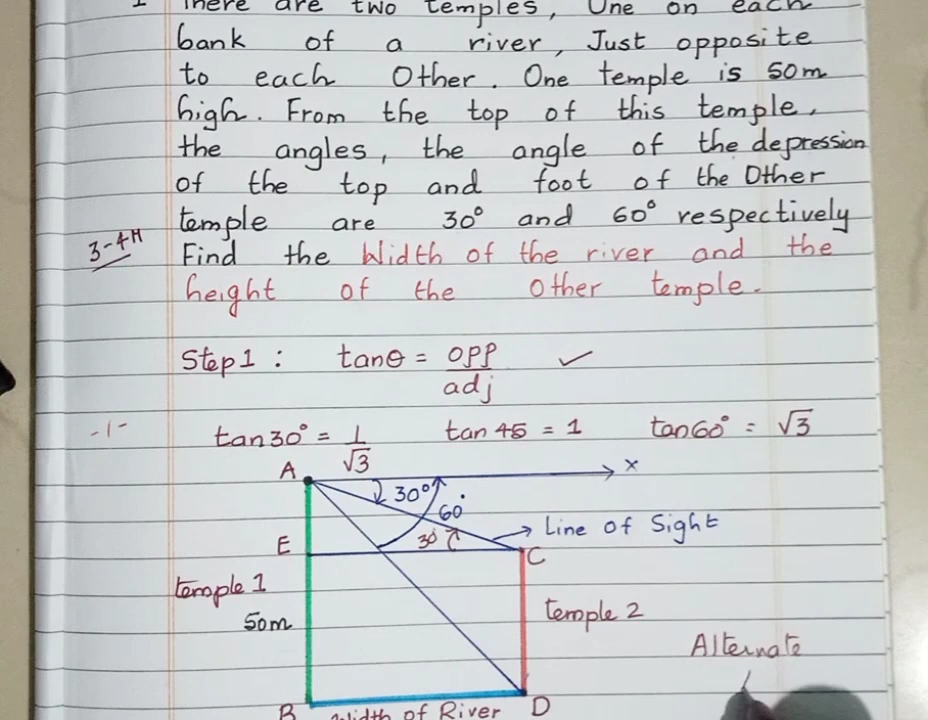 There are two temples, One on each
bank of a river, Just opposite
to each Other. One temple is 50m
high. From the top of this temple,
the angles, the angle of the depression
of the top and foot of the Other
temple are 30° and 60° respectively
3-4M
Find the Width of the river and the
height of the Other temple.
Step1 : tanθ = opp/adj ✓
-1-
tan30° = 1/√3 tan 45 = 1 tan60° = √3
A x
30°
60°
Line of Sight
E 30 C
temple 1
50m
temple 2
Alternate
B Width of River D